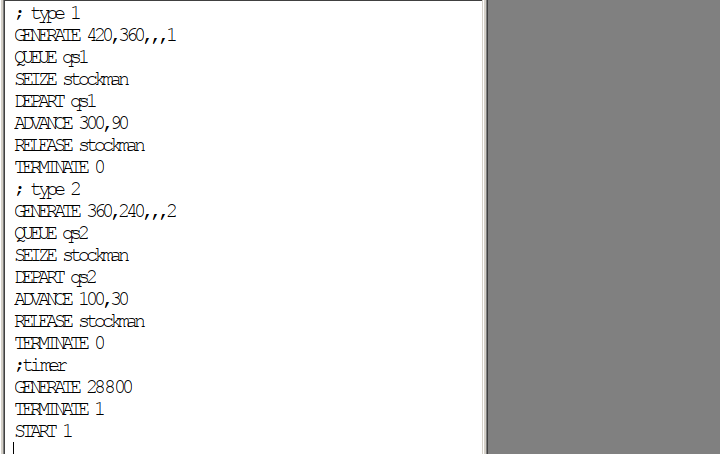 ; type 1
GENERATE 420,360,,,1
QUEUE qs1
SEIZE stockman
DEPART qs1
ADVANCE 300,90
RELEASE stockman
TERMINATE 0
; type 2
GENERATE 360,240,,,2
QUEUE qs2
SEIZE stockman
DEPART qs2
ADVANCE 100,30
RELEASE stockman
TERMINATE 0
;timer
GENERATE 28800
TERMINATE 1
START 1